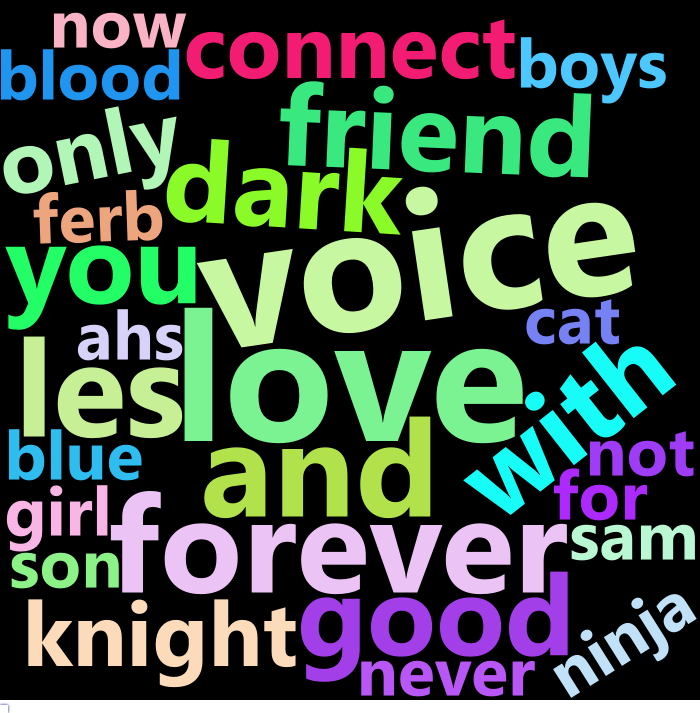 now
connect
boys
blood
friend
only
dark
ferb
voice
you
cat
ahs
love
les
with
and
blue
not
for
girl
forever
sam
son
good
knight
ninja
never